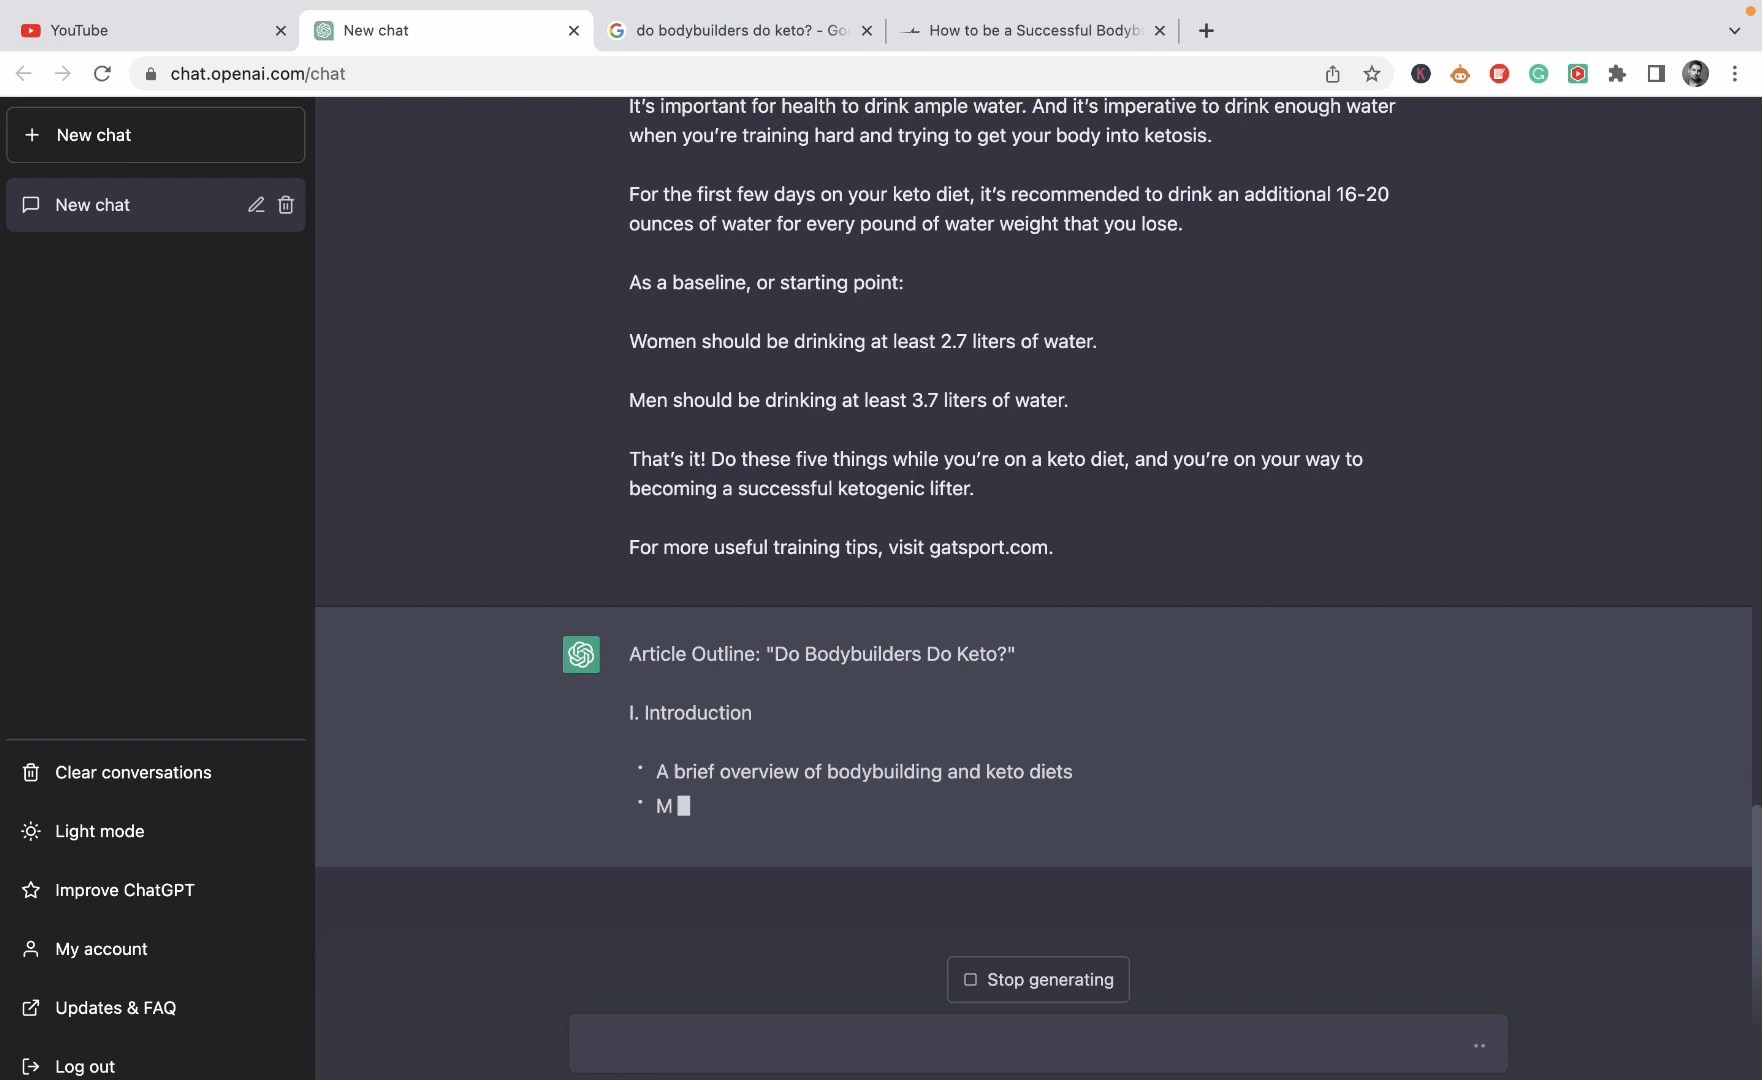 YouTube
New chat
do bodybuilders do keto? - Goo
How to be a Successful Bodybu
chat.openai.com/chat
New chat
New chat
Clear conversations
Light mode
Improve ChatGPT
My account
Updates & FAQ
Log out
It's important for health to drink ample water. And it's imperative to drink enough water
when you're training hard and trying to get your body into ketosis.
For the first few days on your keto diet, it's recommended to drink an additional 16-20
ounces of water for every pound of water weight that you lose.
As a baseline, or starting point:
Women should be drinking at least 2.7 liters of water.
Men should be drinking at least 3.7 liters of water.
That's it! Do these five things while you're on a keto diet, and you're on your way to
becoming a successful ketogenic lifter.
For more useful training tips, visit gatsport.com.
Article Outline: "Do Bodybuilders Do Keto?"
I. Introduction
• A brief overview of bodybuilding and keto diets
• M
Stop generating